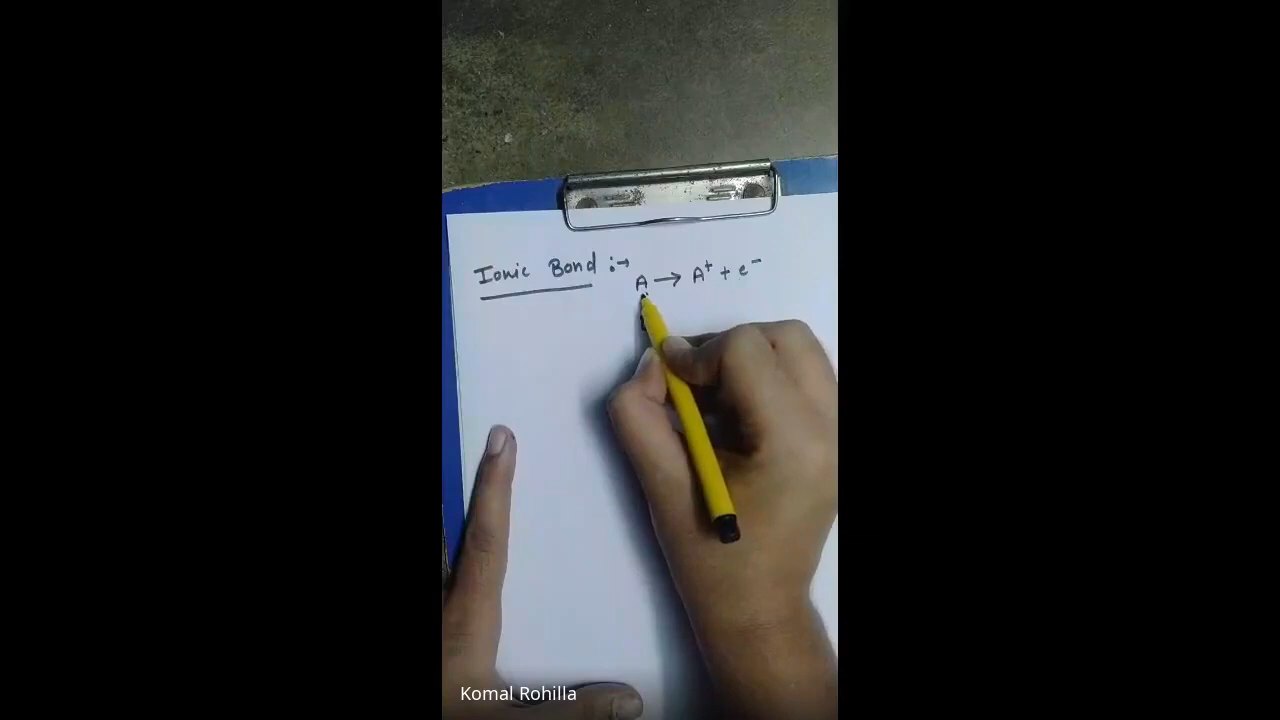 Ionic Bond :→
A → A⁺ + e⁻
Komal Rohilla